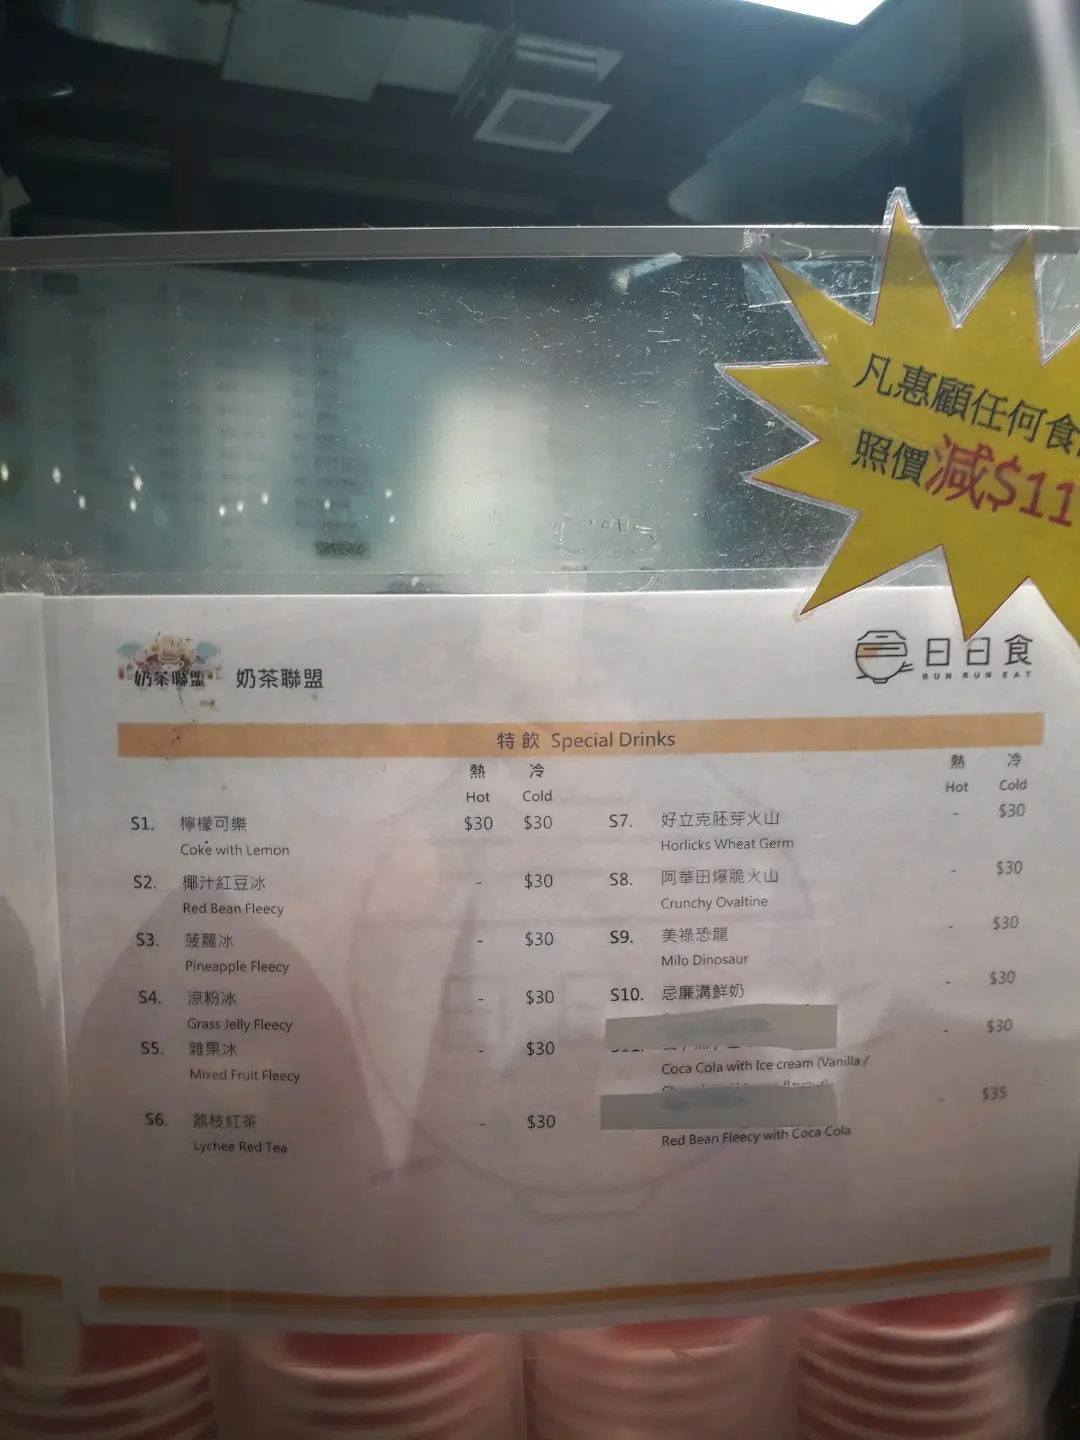 凡惠顧任何食
照價減$11
奶茶聯盟 奶茶聯盟
日日食
RUN RUN EAT
特飲 Special Drinks
熱 冷
Hot Cold
S1. 檸檬可樂 $30 $30
Coke with Lemon
S2. 椰汁紅豆冰 - $30
Red Bean Fleecy
S3. 菠蘿冰 - $30
Pineapple Fleecy
S4. 涼粉冰 - $30
Grass Jelly Fleecy
S5. 雜果冰 - $30
Mixed Fruit Fleecy
S6. 荔枝紅茶 - $30
Lychee Red Tea
熱 冷
Hot Cold
S7. 好立克胚芽火山 - $30
Horlicks Wheat Germ
S8. 阿華田爆脆火山 - $30
Crunchy Ovaltine
S9. 美祿恐龍 - $30
Milo Dinosaur
S10. 忌廉溝鮮奶 - $30
- $30
Coca Cola with Ice cream (Vanilla /
- $35
Red Bean Fleecy with Coca Cola